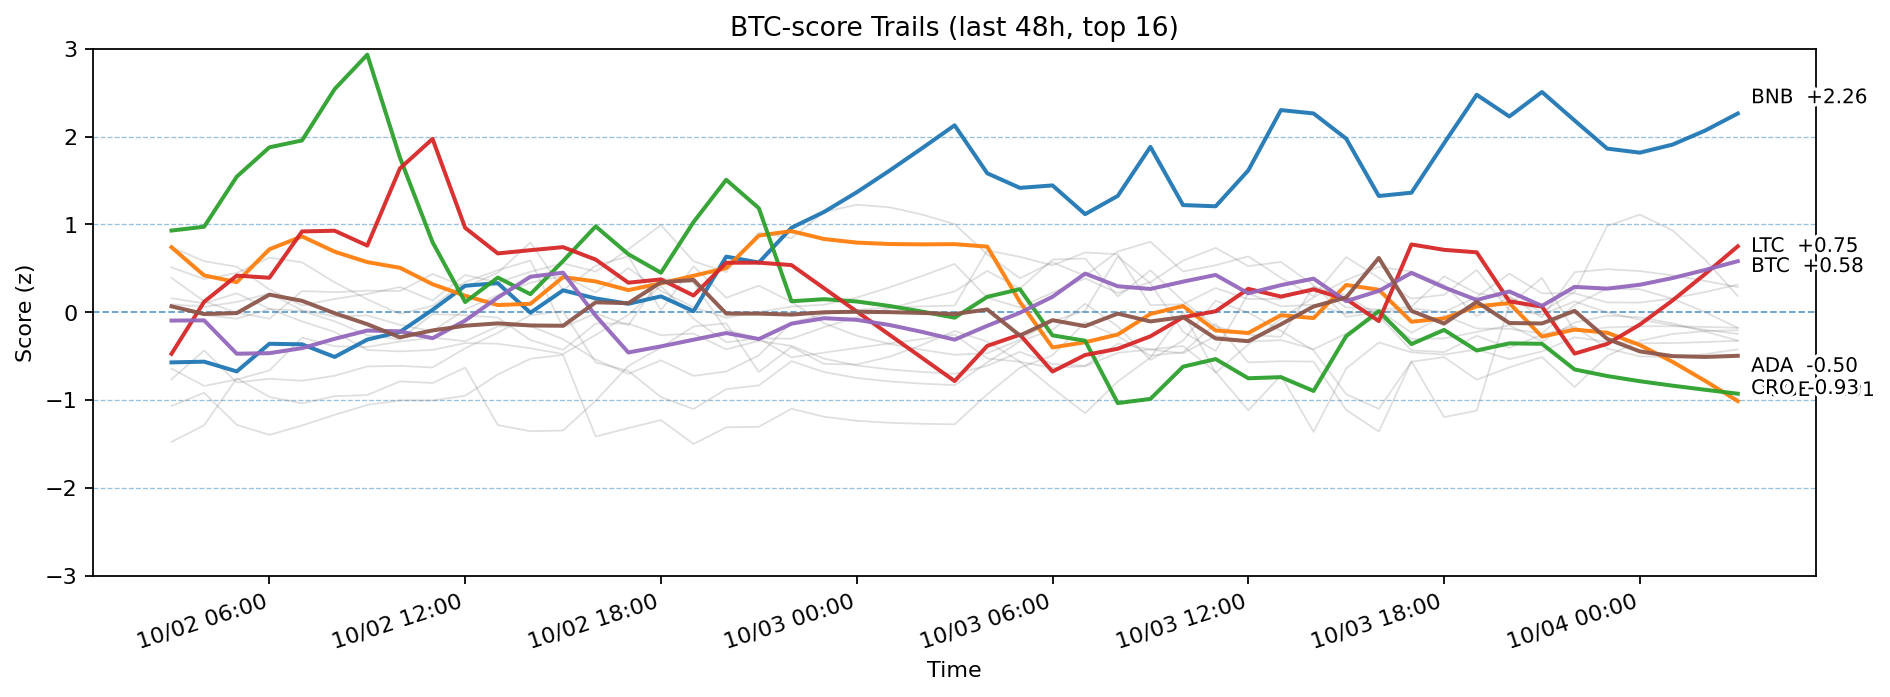 BTC-score Trails (last 48h, top 16)
Score (z)
3
2
1
0
−1
−2
−3
BNB +2.26
LTC +0.75
BTC +0.58
ADA -0.50
CRO -0.93
10/02 06:00
10/02 12:00
10/02 18:00
10/03 00:00
10/03 06:00
10/03 12:00
10/03 18:00
10/04 00:00
Time